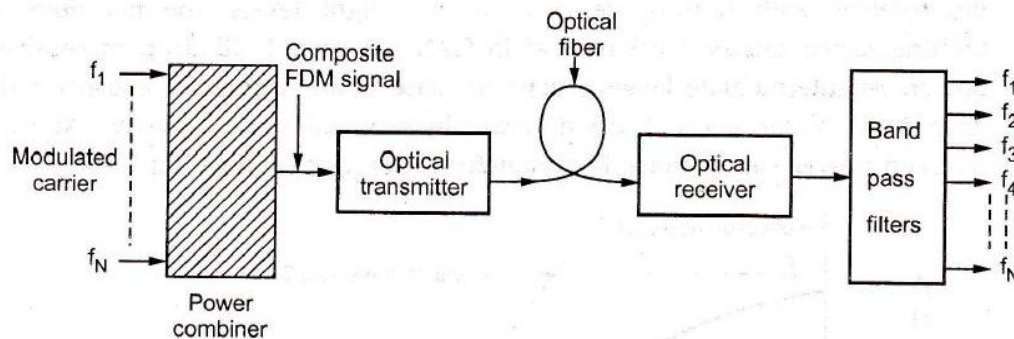 Optical
fiber
Composite
FDM signal
f1
Modulated
carrier
fN
Power
combiner
Optical
transmitter
Optical
receiver
Band
pass
filters
f1
f2
f3
f4
fN